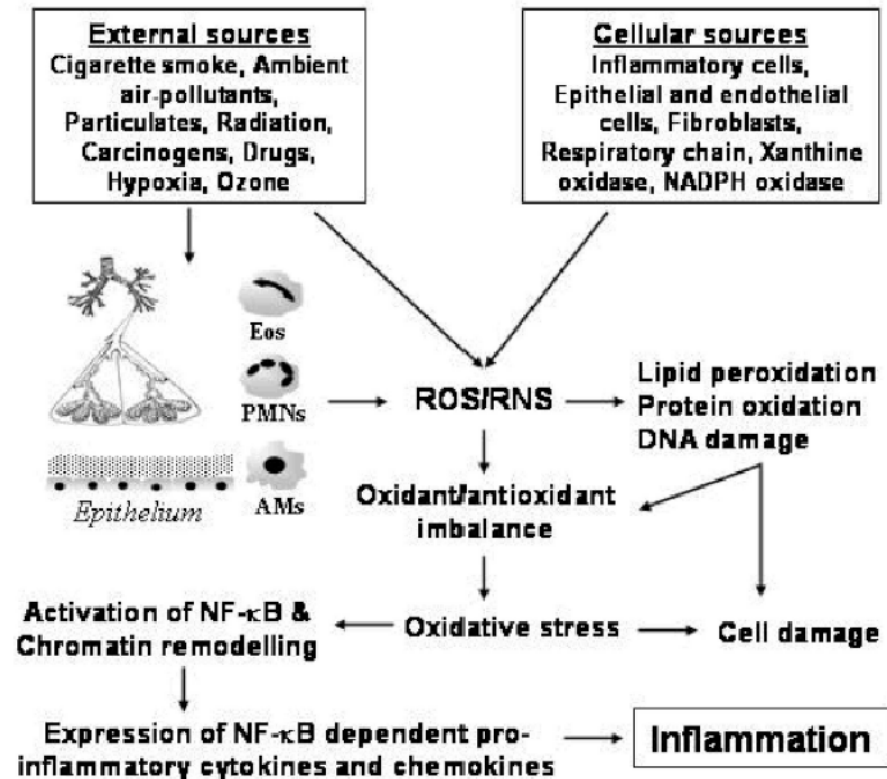 External sources
Cigarette smoke, Ambient
air-pollutants,
Particulates, Radiation,
Carcinogens, Drugs,
Hypoxia, Ozone
Cellular sources
Inflammatory cells,
Epithelial and endothelial
cells, Fibroblasts,
Respiratory chain, Xanthine
oxidase, NADPH oxidase
Eos
PMNs
AMs
Epithelium
ROS/RNS
Lipid peroxidation
Protein oxidation
DNA damage
Oxidant/antioxidant
imbalance
Activation of NF-κB &
Chromatin remodelling
Oxidative stress
Cell damage
Expression of NF-κB dependent pro-
inflammatory cytokines and chemokines
Inflammation